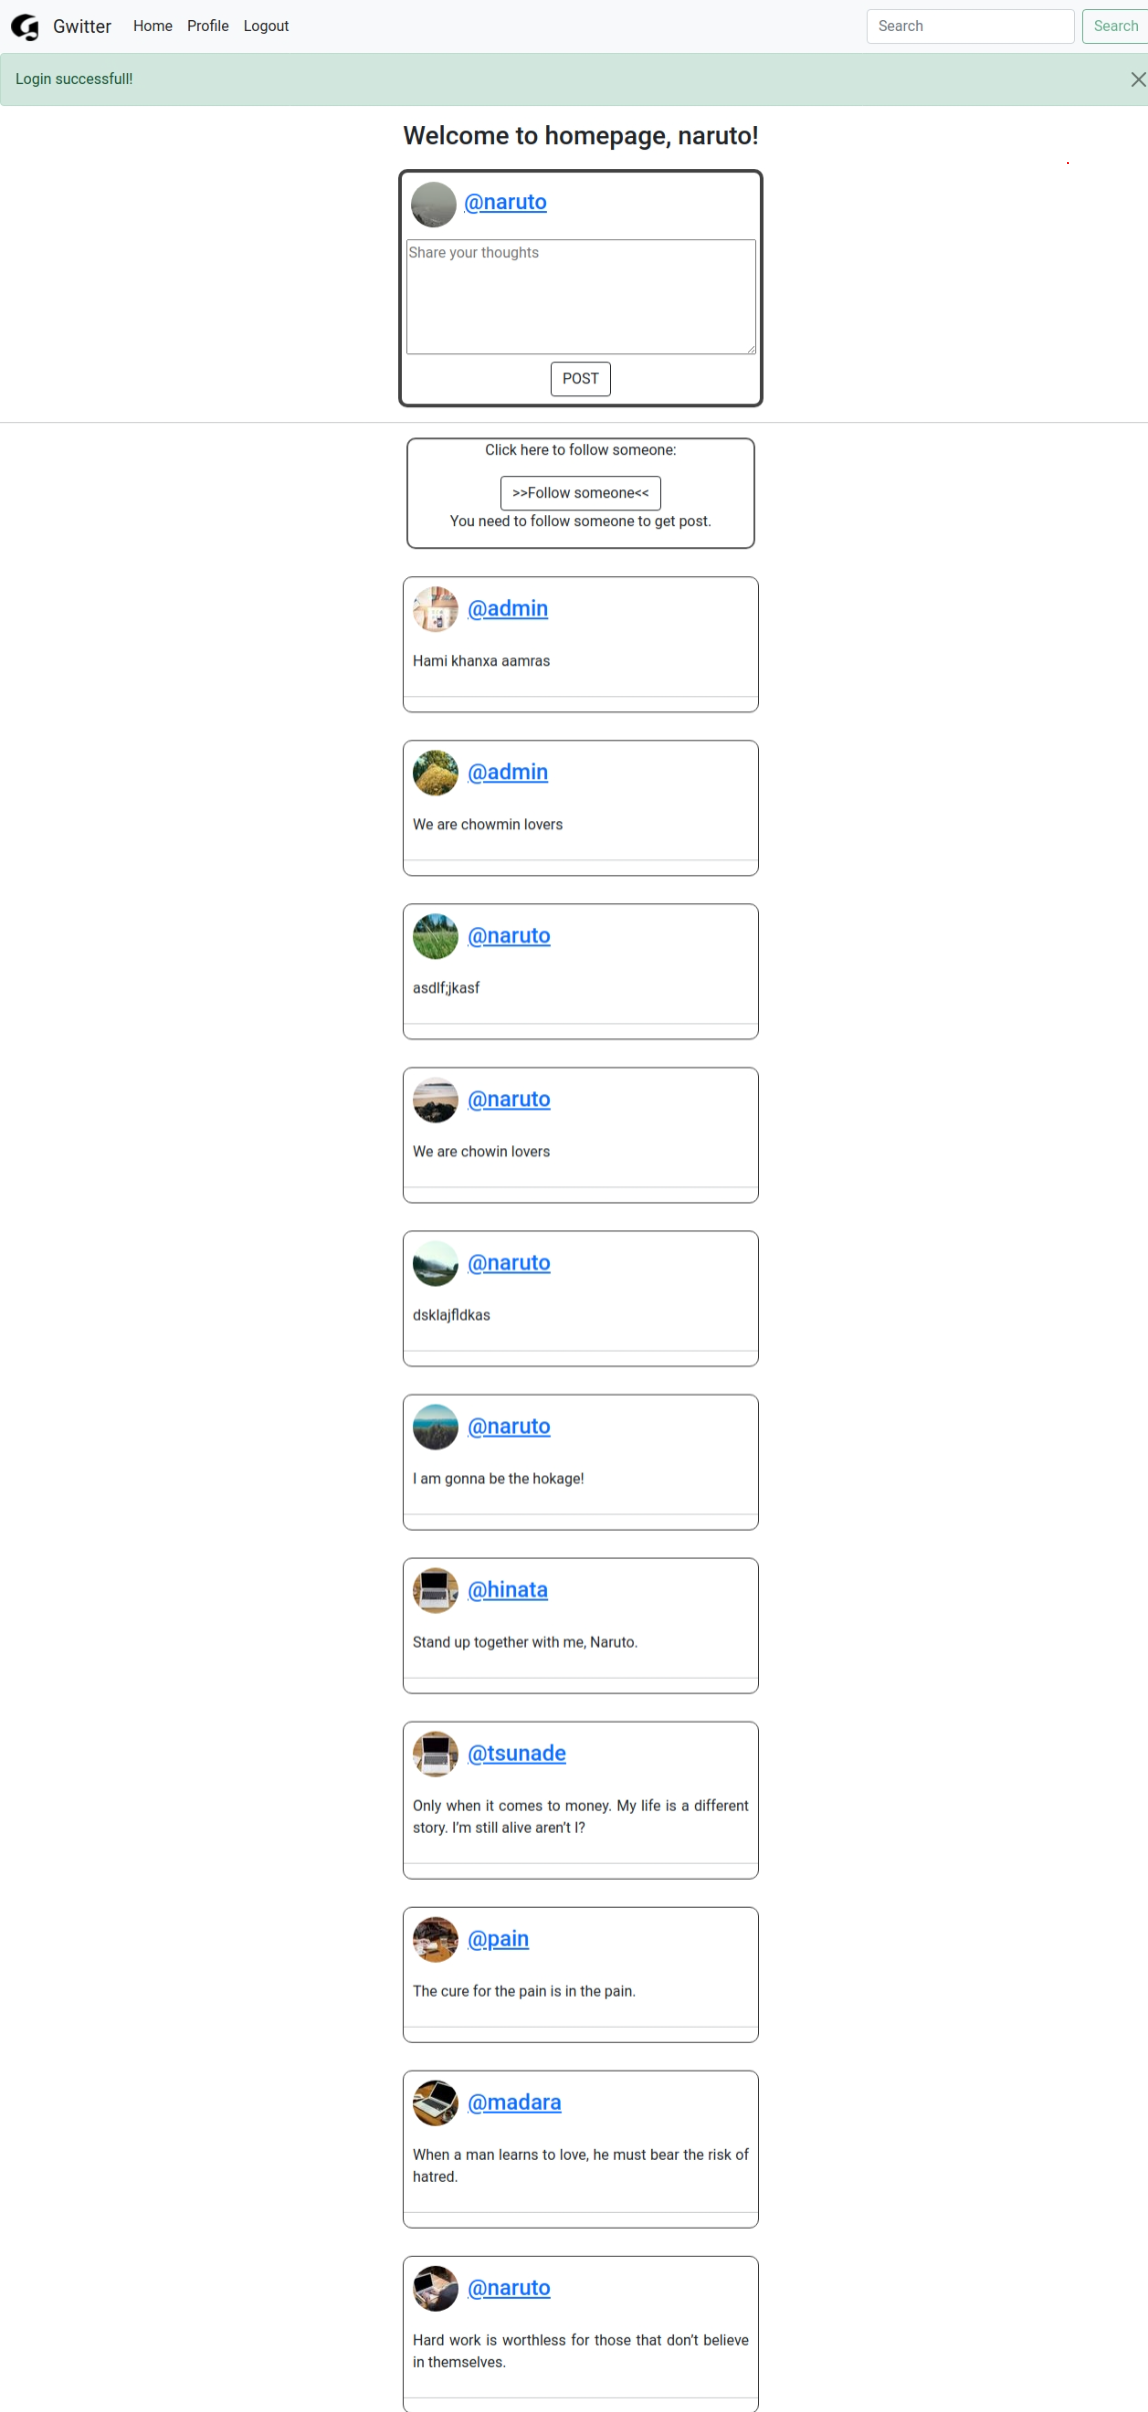 Gwitter Home Profile Logout Search Search
Login successfull!
Welcome to homepage, naruto!
@naruto
Share your thoughts
POST
Click here to follow someone:
>>Follow someone<<
You need to follow someone to get post.
@admin
Hami khanxa aamras
@admin
We are chowmin lovers
@naruto
asdlf;jkasf
@naruto
We are chowin lovers
@naruto
dsklajfldkas
@naruto
I am gonna be the hokage!
@hinata
Stand up together with me, Naruto.
@tsunade
Only when it comes to money. My life is a different
story. I’m still alive aren’t I?
@pain
The cure for the pain is in the pain.
@madara
When a man learns to love, he must bear the risk of
hatred.
@naruto
Hard work is worthless for those that don’t believe
in themselves.